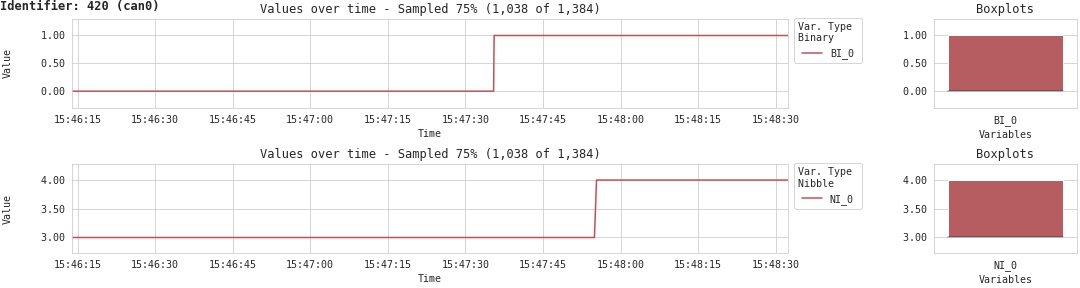 Identifier: 420 (can0)
Values over time - Sampled 75% (1,038 of 1,384)
Value
1.00
0.50
0.00
15:46:15 15:46:30 15:46:45 15:47:00 15:47:15 15:47:30 15:47:45 15:48:00 15:48:15 15:48:30
Time
Var. Type
Binary
BI_0
Boxplots
1.00
0.50
0.00
BI_0
Variables
Values over time - Sampled 75% (1,038 of 1,384)
Value
4.00
3.50
3.00
15:46:15 15:46:30 15:46:45 15:47:00 15:47:15 15:47:30 15:47:45 15:48:00 15:48:15 15:48:30
Time
Var. Type
Nibble
NI_0
Boxplots
4.00
3.50
3.00
NI_0
Variables